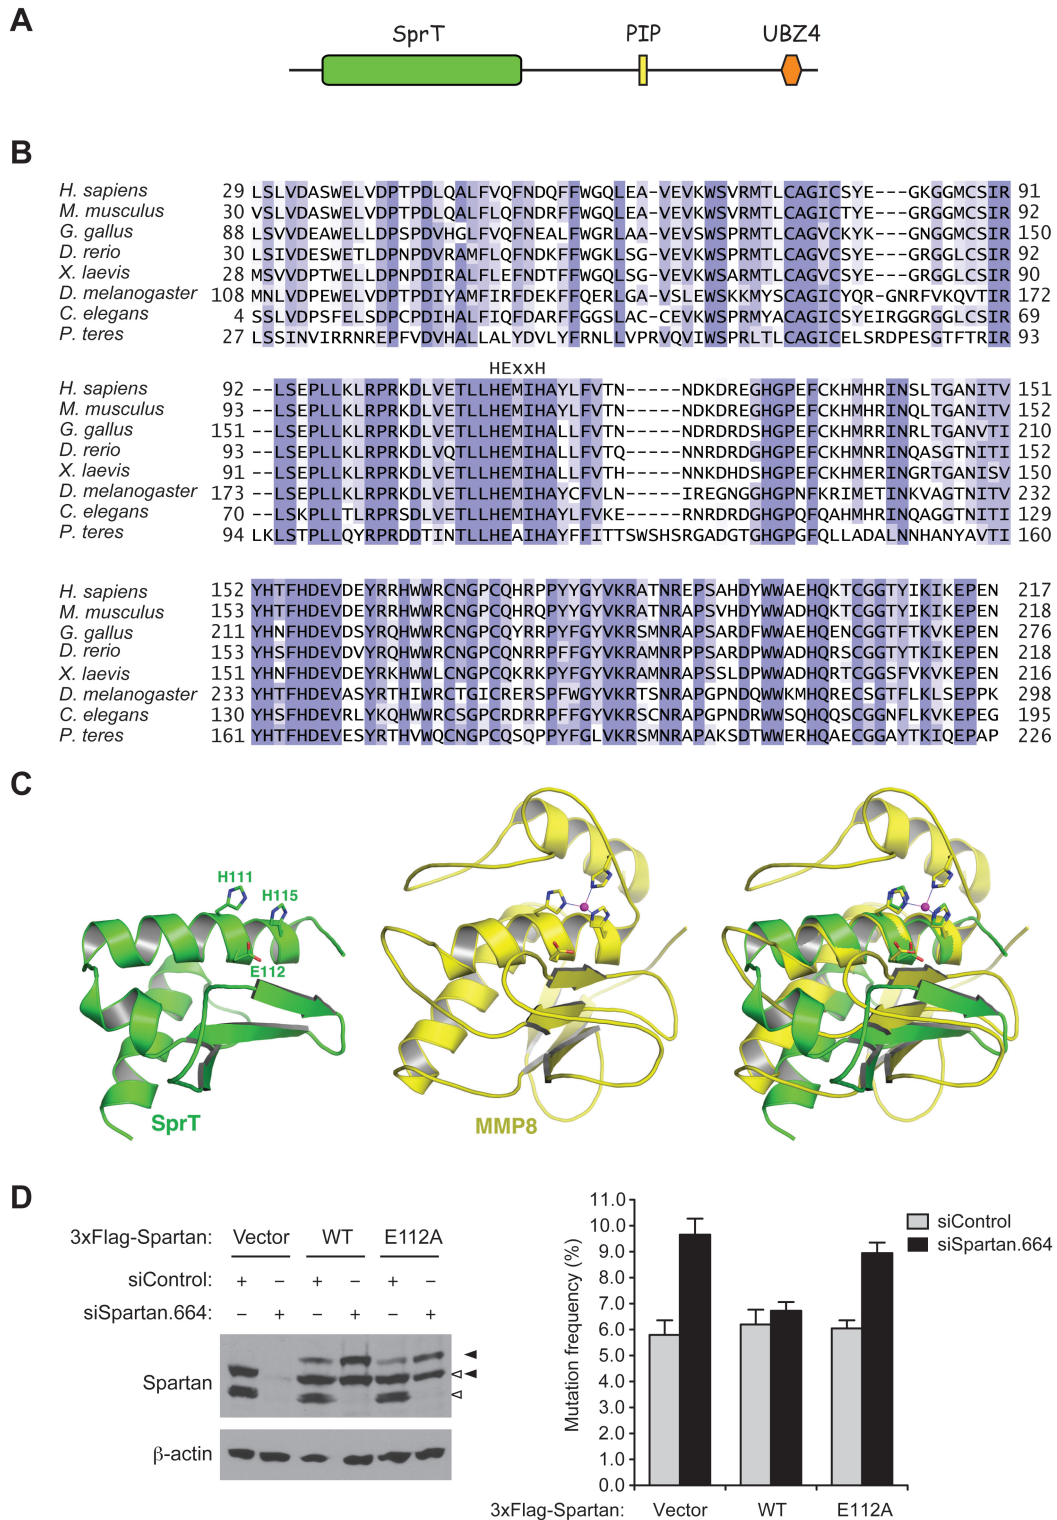 A
SprT PIP UBZ4
B
H. sapiens 29 LSLVDASWELVDPTPDLQALFVQFNDQFFWGQLEA-VEVKWSVRMTLCAGICSYE---GKGGMCSIR 91
M. musculus 30 VSLVDASWELVDPTPDLQALFLQFNDRFFWGQLEA-VEVKWSVRMTLCAGICTYE---GRGGMCSIR 92
G. gallus 88 LSVVDEAWELLDPSPDVHGLFVQFNEALFWGRLAA-VEVSWSPRMTLCAGVCKYK---GNGGMCSIR 150
D. rerio 30 LSIVDESWETLDPNPDVRAMFLQFNDKFFWGKLSG-VEVKWSPRMTLCAGVCSYE---GRGGLCSIR 92
X. laevis 28 MSVVDPTWELLDPNPDIRALFLEFNDTFFWGQLSG-VEVKWSARMTLCAGVCSYE---GRGGLCSIR 90
D. melanogaster 108 MNLVDPEWELVDPTPDIYAMFIRFDEKFFQERLGA-VSLEWSKKMYSCAGICYQR-GNRFVKQVTIR 172
C. elegans 4 SSLVDPSFELSDPCPDIHALFIQFDARFFGGSLAC-CEVKWSPRMYACAGICSYEIRGGRGGLCSIR 69
P. teres 27 LSSINVIRRNREPFVDVHALLALYDVLYFRNLLVPRVQVIWSPRLTLCAGICELSRDPESGTFTRIR 93
HExxH
H. sapiens 92 --LSEPLLKLRPRKDLVETLLHEMIHAYLFVTN-----NDKDREGHGPEFCKHMHRINSLTGANITV 151
M. musculus 93 --LSEPLLKLRPRKDLVETLLHEMIHAYLFVTN-----NDKDREGHGPEFCKHMHRINQLTGANITV 152
G. gallus 151 --LSEPLLKLRPRKDLVETLLHEMIHALLFVTN-----NDRDRDSHGPEFCKHMRRINRLTGANVTI 210
D. rerio 93 --LSEPLLKLRPRKDLVQTLLHEMIHALLFVTQ-----NNRDRDGHGPEFCKHMNRINQASGTNITI 152
X. laevis 91 --LSEPLLKLRPRKDLVETLLHEMIHALLFVTH-----NNKDHDSHGPEFCKHMERINGRTGANISV 150
D. melanogaster 173 --LSEPLLKLRPRKDLVETLLHEMIHAYCFVLN-----IREGNGGHGPNFKRIMETINKVAGTNITV 232
C. elegans 70 --LSKPLLTLRPRSDLVETLLHEMIHAYLFVKE-----RNRDRDGHGPQFQAHMHRINQAGGTNITI 129
P. teres 94 LKLSTPLLQYRPRDDTINTLLHEAIHAYFFITTSWSHSRGADGTGHGPGFQLLADALNNHANYAVTI 160
H. sapiens 152 YHTFHDEVDEYRRHWWRCNGPCQHRPPYYGYVKRATNREPSAHDYWWAEHQKTCGGTYIKIKEPEN 217
M. musculus 153 YHTFHDEVDEYRRHWWRCNGPCQHRQPYYGYVKRATNRAPSVHDYWWADHQKTCGGTYIKIKEPEN 218
G. gallus 211 YHNFHDEVDSYRQHWWRCNGPCQYRRPYFGYVKRSMNRAPSARDFWWAEHQENCGGTFTKVKEPEN 276
D. rerio 153 YHSFHDEVDVYRQHWWRCNGPCQNRRPFFGYVKRAMNRPPSARDPWWADHQRSCGGTYTKIKEPEN 218
X. laevis 151 YHNFHDEVDSYRKHWWLCNGPCQKRKPYFGYVKRAMNRAPSSLDPWWADHQRTCGGSFVKVKEPEN 216
D. melanogaster 233 YHTFHDEVASYRTHIWRCTGICRERSPFWGYVKRTSNRAPGPNDQWWKMHQRECSGTFLKLSEPPK 298
C. elegans 130 YHSFHDEVRLYKQHWWRCSGPCRDRRPFFGYVKRSCNRAPGPNDRWWSQHQQSCGGNFLKVKEPEG 195
P. teres 161 YHTFHDEVESYRTHVWQCNGPCQSQPPYFGLVKRSMNRAPAKSDTWWERHQAECGGAYTKIQEPAP 226
C
H111
H115
E112
SprT MMP8
D
3xFlag-Spartan: Vector WT E112A
siControl: + – + – + –
siSpartan.664: – + – + – +
Spartan
β-actin
Mutation frequency (%)
11.0
10.0
9.0
8.0
7.0
6.0
5.0
4.0
3.0
2.0
1.0
0.0
siControl
siSpartan.664
3xFlag-Spartan: Vector WT E112A